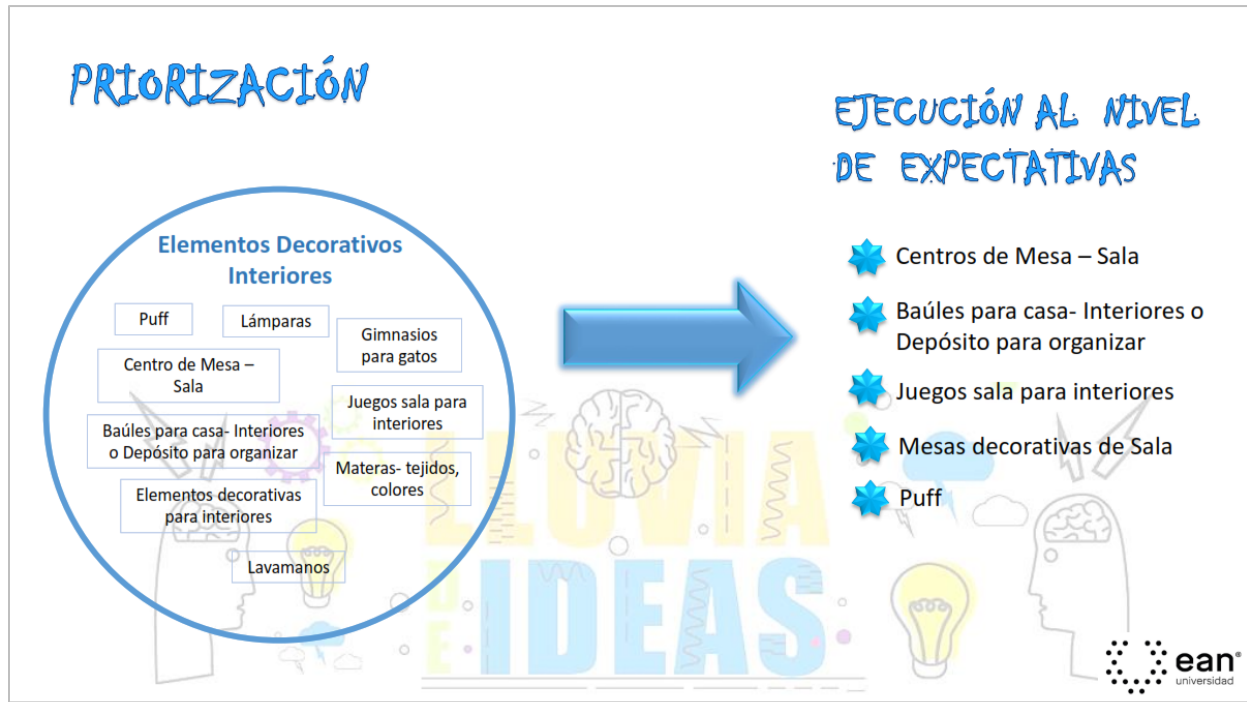 PRIORIZACIÓN
EJECUCIÓN AL NIVEL
DE EXPECTATIVAS
Elementos Decorativos
Interiores
Puff
Lámparas
Gimnasios
para gatos
Centro de Mesa –
Sala
Juegos sala para
interiores
Baúles para casa- Interiores
o Depósito para organizar
Materas- tejidos,
colores
Elementos decorativas
para interiores
Lavamanos
Centros de Mesa – Sala
Baúles para casa- Interiores o
Depósito para organizar
Juegos sala para interiores
Mesas decorativas de Sala
Puff
LLUVIA
DE
IDEAS
ean®
universidad